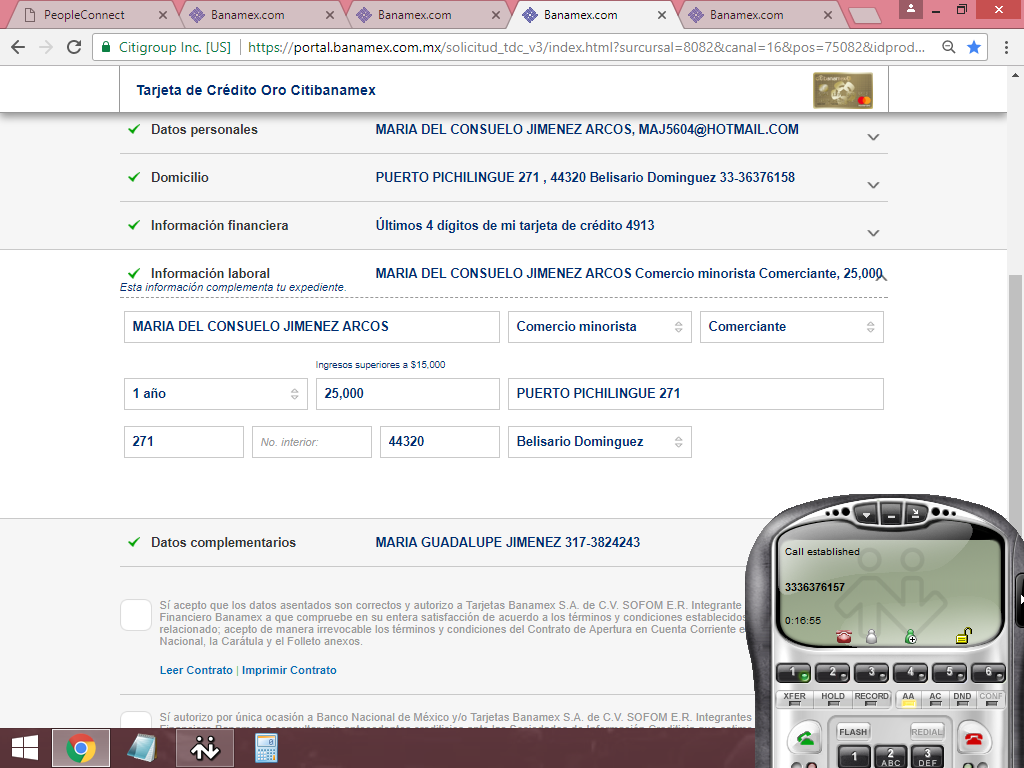 PeopleConnect
Banamex.com
Banamex.com
Banamex.com
Banamex.com
Citigroup Inc. [US]
https://portal.banamex.com.mx/solicitud_tdc_v3/index.html?surcursal=8082&canal=16&pos=75082&idprod...
Tarjeta de Crédito Oro Citibanamex
Datos personales
MARIA DEL CONSUELO JIMENEZ ARCOS, MAJ5604@HOTMAIL.COM
Domicilio
PUERTO PICHILINGUE 271 , 44320 Belisario Dominguez 33-36376158
Información financiera
Últimos 4 dígitos de mi tarjeta de crédito 4913
Información laboral
MARIA DEL CONSUELO JIMENEZ ARCOS Comercio minorista Comerciante, 25,000
Esta información complementa tu expediente.
MARIA DEL CONSUELO JIMENEZ ARCOS
Comercio minorista
Comerciante
Ingresos superiores a $15,000
1 año
25,000
PUERTO PICHILINGUE 271
271
No. interior:
44320
Belisario Dominguez
Datos complementarios
MARIA GUADALUPE JIMENEZ 317-3824243
Sí acepto que los datos asentados son correctos y autorizo a Tarjetas Banamex S.A. de C.V. SOFOM E.R. Integrante
Financiero Banamex a que compruebe en su entera satisfacción de acuerdo a los términos y condiciones establecidos
relacionado; acepto de manera irrevocable los términos y condiciones del Contrato de Apertura en Cuenta Corriente e
Nacional, la Carátula y el Folleto anexos.
Leer Contrato | Imprimir Contrato
Sí autorizo por única ocasión a Banco Nacional de México y/o Tarjetas Banamex S.A. de C.V. SOFOM E.R. Integrantes
Call established
3336376157
0:16:55
1 2 3 4 5 6
XFER HOLD RECORD AA AC DND CONF
FLASH
REDIAL
1
2 ABC
3 DEF